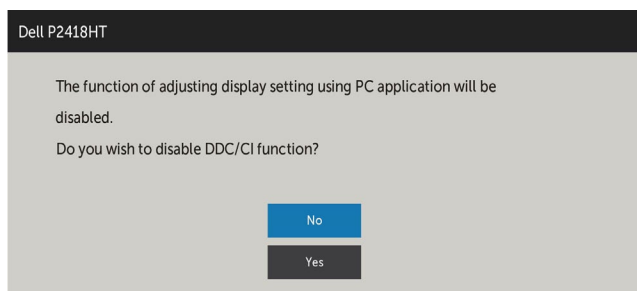 Dell P2418HT
The function of adjusting display setting using PC application will be
disabled.
Do you wish to disable DDC/CI function?
No
Yes